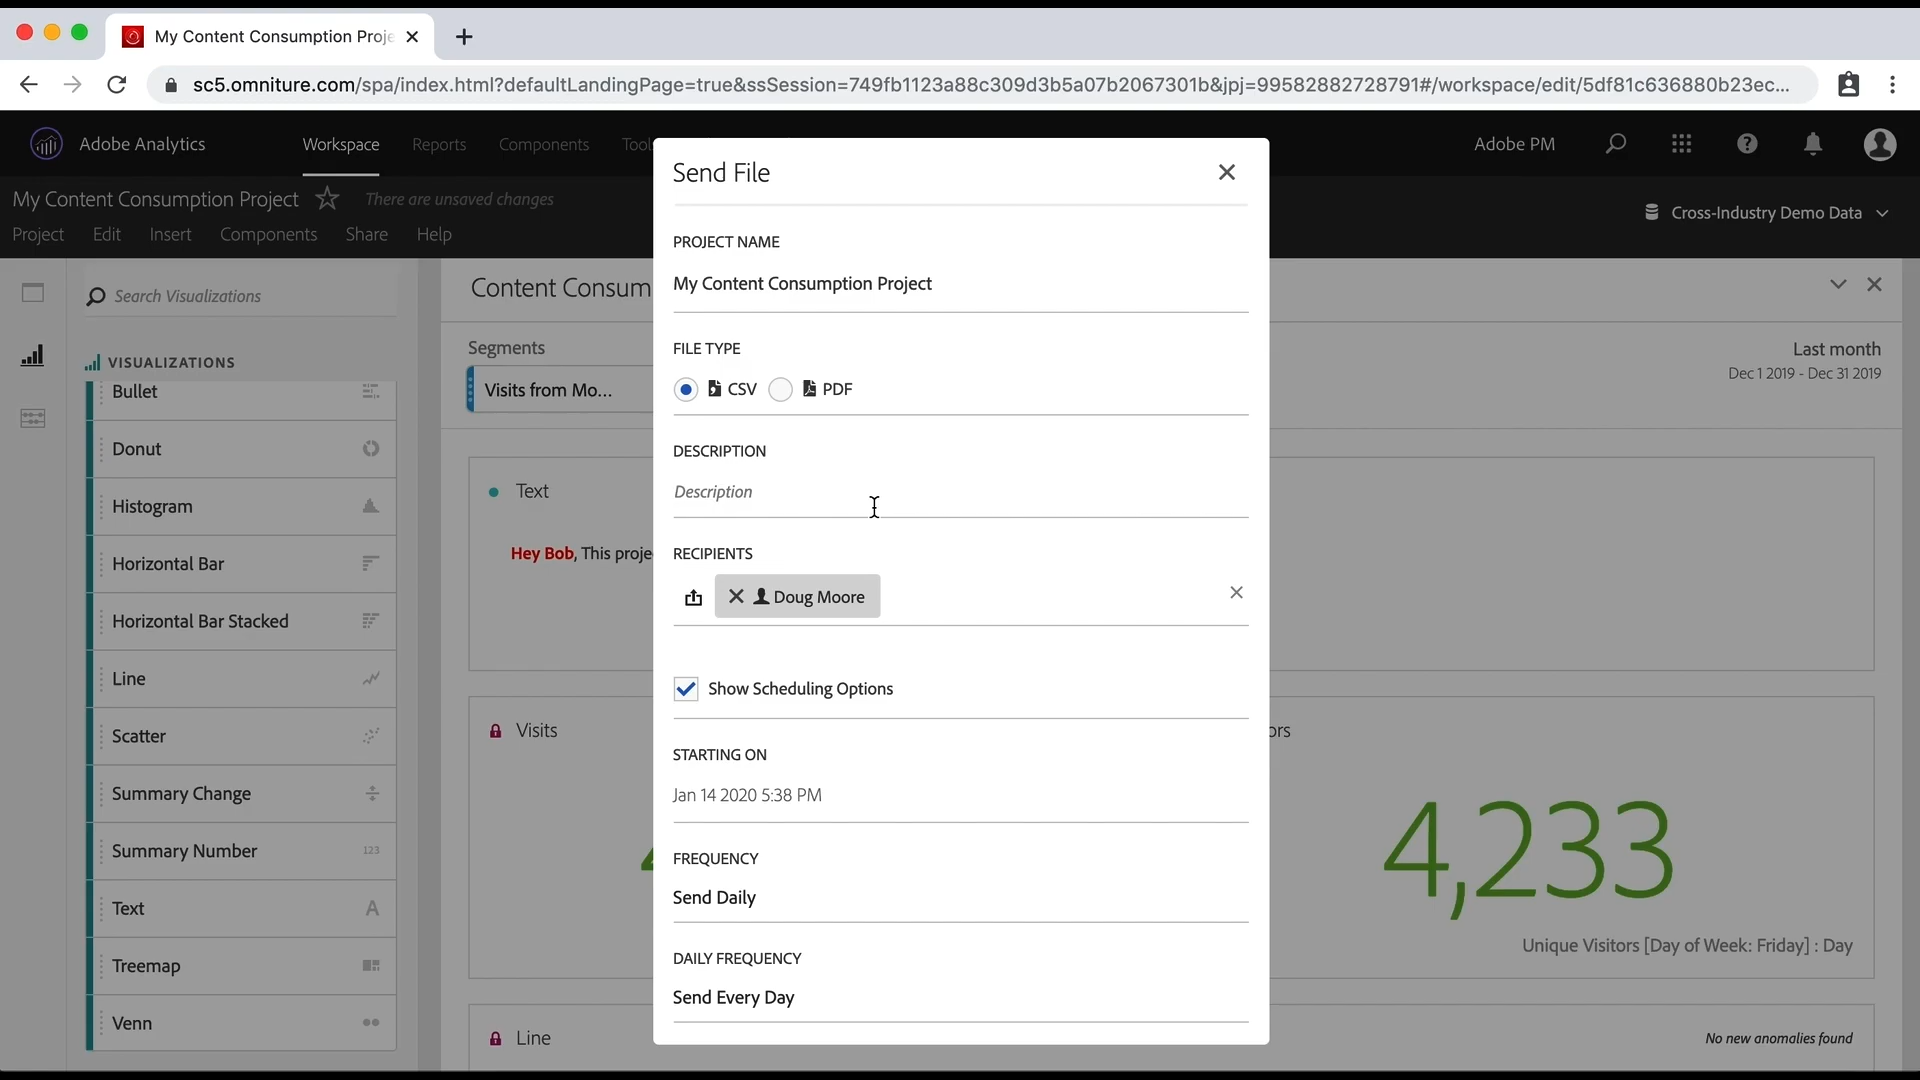 My Content Consumption Proje
sc5.omniture.com/spa/index.html?defaultLandingPage=true&ssSession=749fb1123a88c309d3b5a07b2067301b&jpj=99582882728791#/workspace/edit/5df81c636880b23ec...
Adobe Analytics
Workspace
Reports
Components
Tool
Adobe PM
My Content Consumption Project
There are unsaved changes
Cross-Industry Demo Data
Project
Edit
Insert
Components
Share
Help
Search Visualizations
VISUALIZATIONS
Bullet
Donut
Histogram
Horizontal Bar
Horizontal Bar Stacked
Line
Scatter
Summary Change
Summary Number
123
Text
A
Treemap
Venn
Content Consum
Segments
Visits from Mo...
Last month
Dec 1 2019 - Dec 31 2019
Text
Hey Bob, This proje
Visits
ors
4,233
Unique Visitors [Day of Week: Friday] : Day
Line
No new anomalies found
Send File
PROJECT NAME
My Content Consumption Project
FILE TYPE
CSV
PDF
DESCRIPTION
Description
RECIPIENTS
Doug Moore
Show Scheduling Options
STARTING ON
Jan 14 2020 5:38 PM
FREQUENCY
Send Daily
DAILY FREQUENCY
Send Every Day